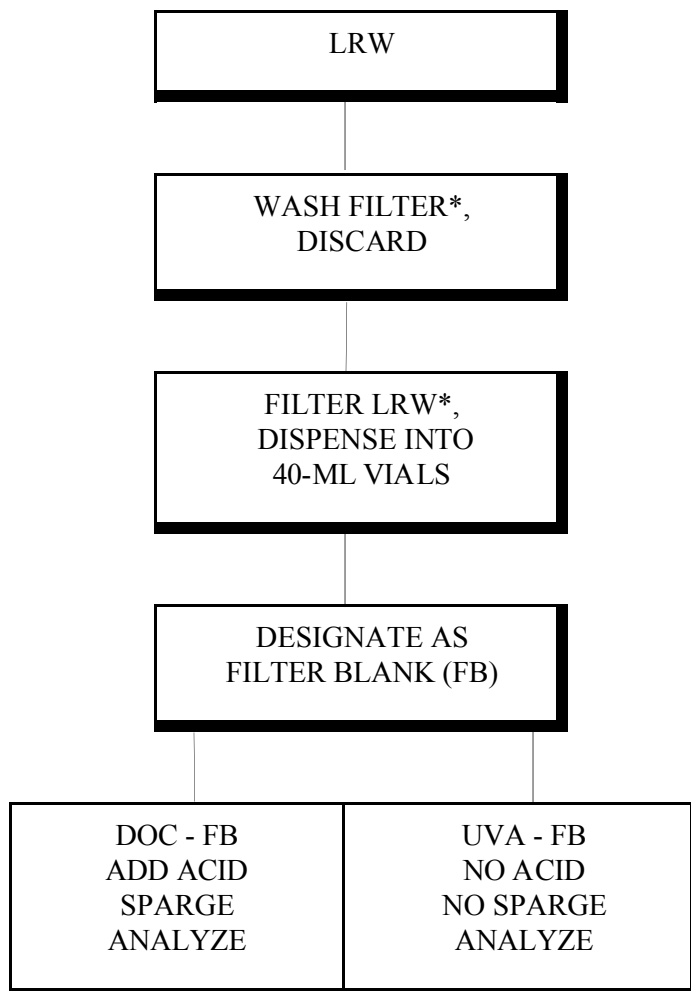 LRW
WASH FILTER*,
DISCARD
FILTER LRW*,
DISPENSE INTO
40-ML VIALS
DESIGNATE AS
FILTER BLANK (FB)
DOC - FB
ADD ACID
SPARGE
ANALYZE
UVA - FB
NO ACID
NO SPARGE
ANALYZE